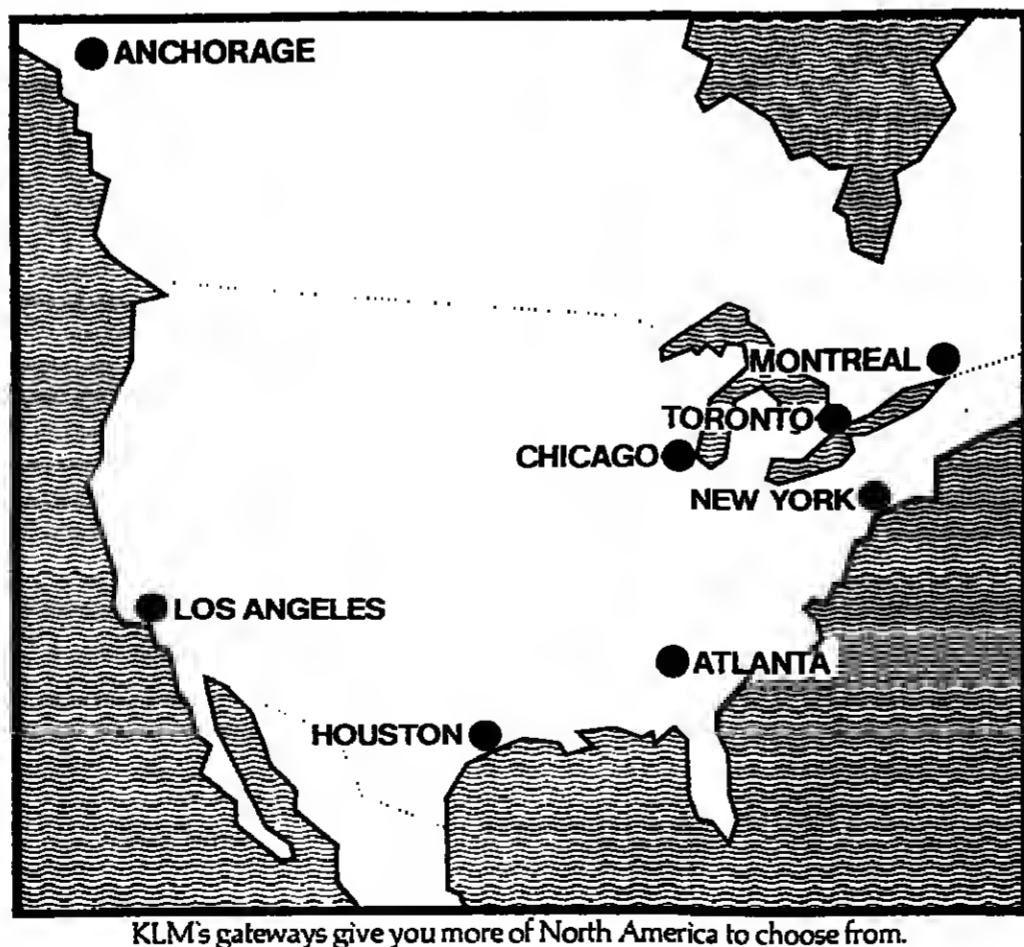 ANCHORAGE
MONTREAL
TORONTO
CHICAGO
NEW YORK
LOS ANGELES
ATLANTA
HOUSTON
KLM's gateways give you more of North America to choose from.